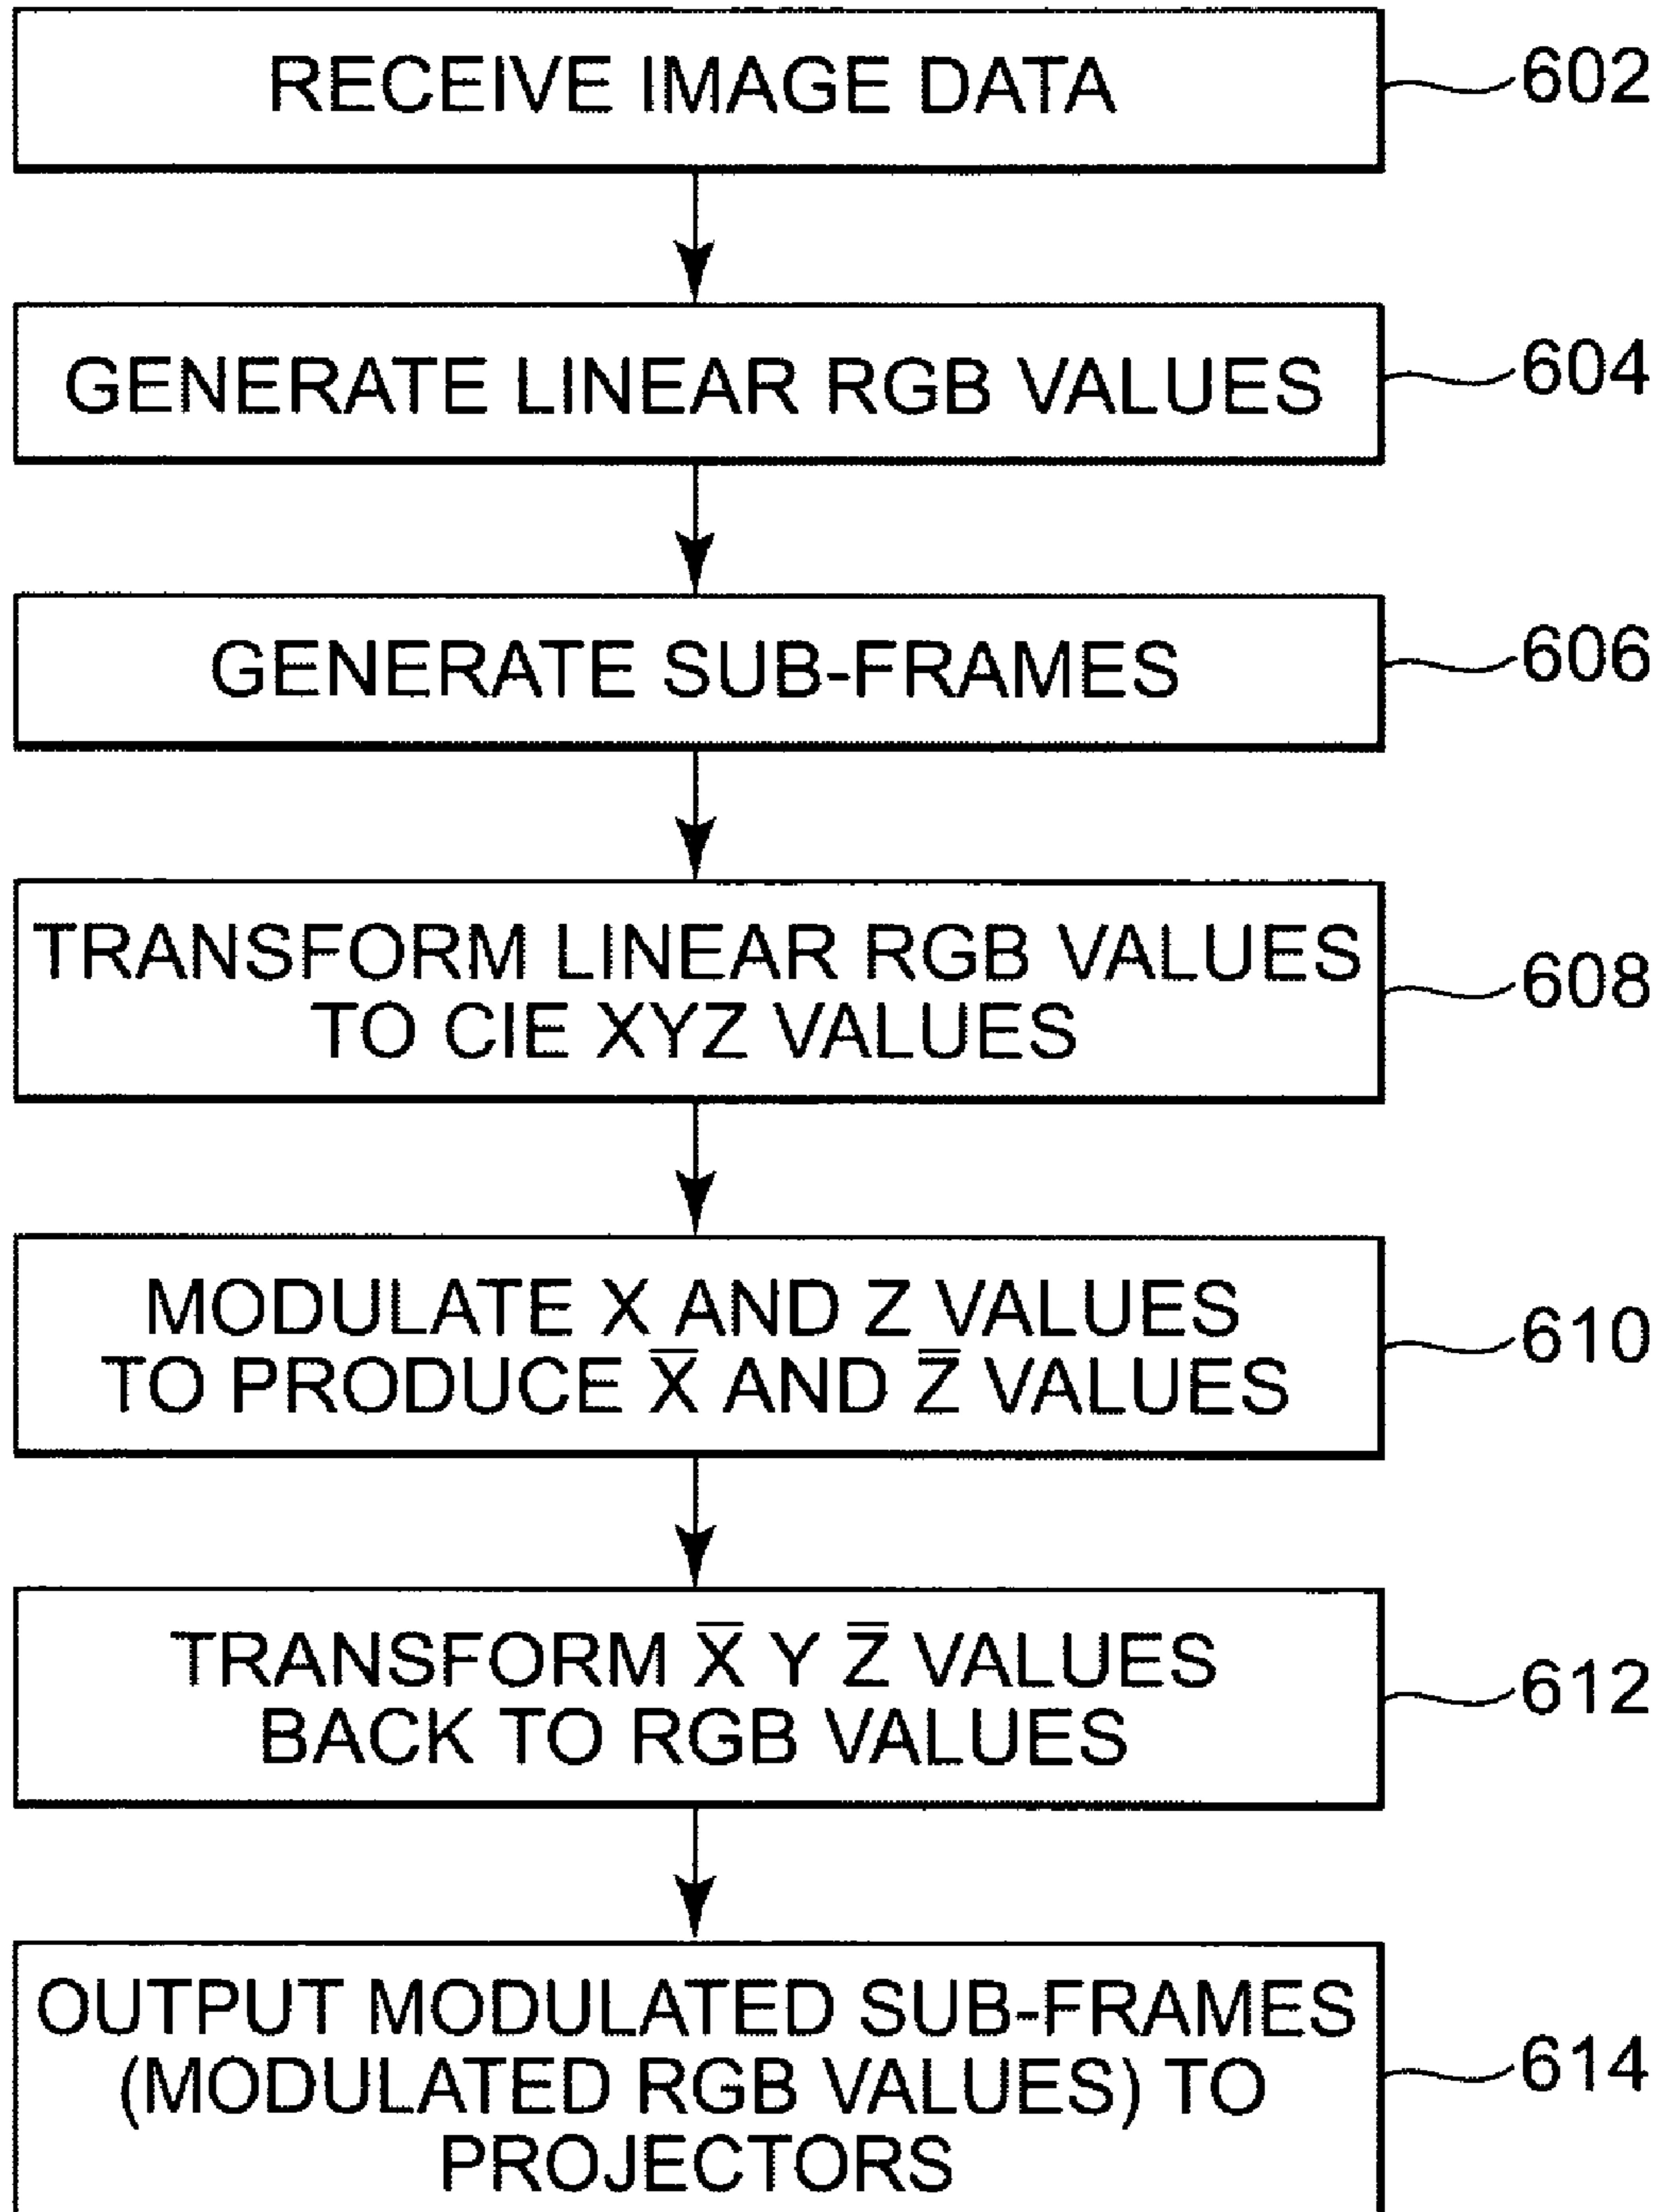 RECEIVE IMAGE DATA
602
GENERATE LINEAR RGB VALUES
604
GENERATE SUB-FRAMES
606
TRANSFORM LINEAR RGB VALUES
TO CIE XYZ VALUES
608
MODULATE X AND Z VALUES
TO PRODUCE X̅ AND Z̅ VALUES
610
TRANSFORM X̅ Y Z̅ VALUES
BACK TO RGB VALUES
612
OUTPUT MODULATED SUB-FRAMES
(MODULATED RGB VALUES) TO
PROJECTORS
614